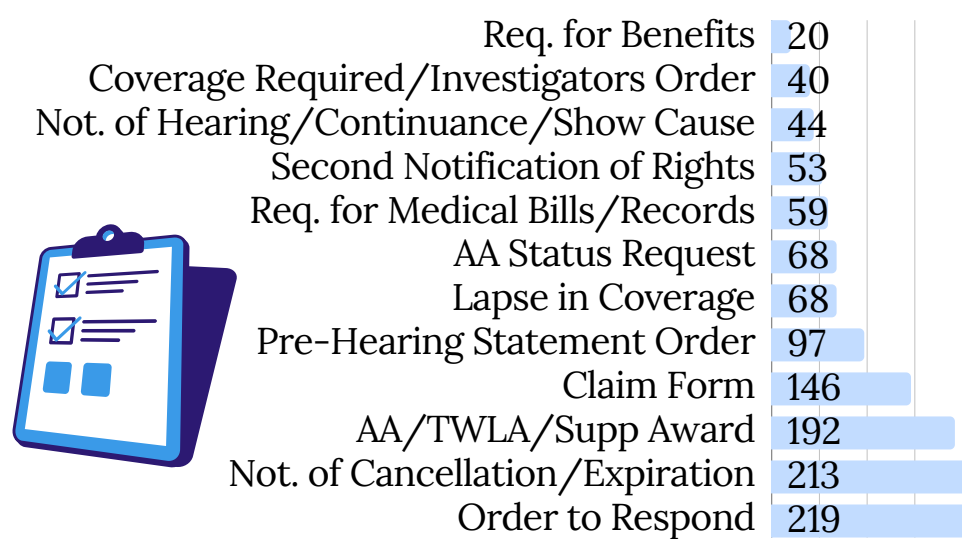 Req. for Benefits 20
Coverage Required/Investigators Order 40
Not. of Hearing/Continuance/Show Cause 44
Second Notification of Rights 53
Req. for Medical Bills/Records 59
AA Status Request 68
Lapse in Coverage 68
Pre-Hearing Statement Order 97
Claim Form 146
AA/TWLA/Supp Award 192
Not. of Cancellation/Expiration 213
Order to Respond 219